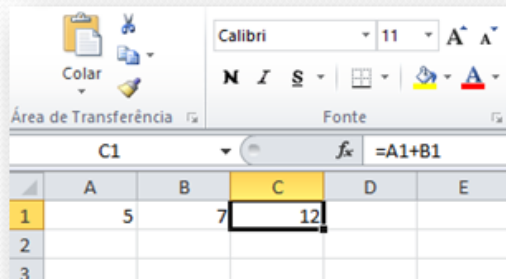 Calibri 11 A A
Colar N I S A
Área de Transferência Fonte
C1 fx =A1+B1
A B C D E
1 5 7 12
2
3